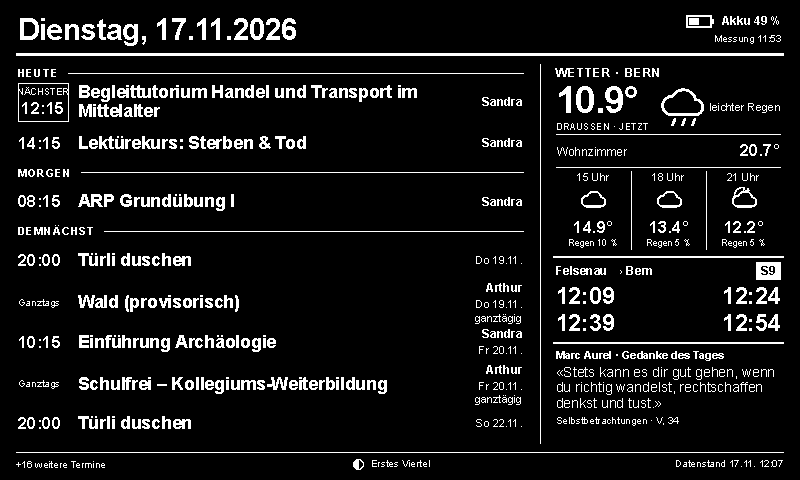 Dienstag, 17.11.2026
Akku 49 %
Messung 11:53
HEUTE
NÄCHSTER
12:15
Begleittutorium Handel und Transport im
Mittelalter
Sandra
14:15 Lektürekurs: Sterben & Tod Sandra
MORGEN
08:15 ARP Grundübung I Sandra
DEMNÄCHST
20:00 Türli duschen Do 19.11.
Ganztags Wald (provisorisch) Arthur
Do 19.11.
ganztägig
10:15 Einführung Archäologie Sandra
Fr 20.11.
Ganztags Schulfrei – Kollegiums-Weiterbildung Arthur
Fr 20.11.
ganztägig
20:00 Türli duschen So 22.11.
WETTER · BERN
10.9° leichter Regen
DRAUSSEN · JETZT
Wohnzimmer 20.7°
15 Uhr 18 Uhr 21 Uhr
14.9° 13.4° 12.2°
Regen 10 % Regen 5 % Regen 5 %
Felsenau › Bern S9
12:09 12:24
12:39 12:54
Marc Aurel · Gedanke des Tages
«Stets kann es dir gut gehen, wenn
du richtig wandelst, rechtschaffen
denkst und tust.»
Selbstbetrachtungen · V, 34
+16 weitere Termine
Erstes Viertel
Datenstand 17.11. 12:07